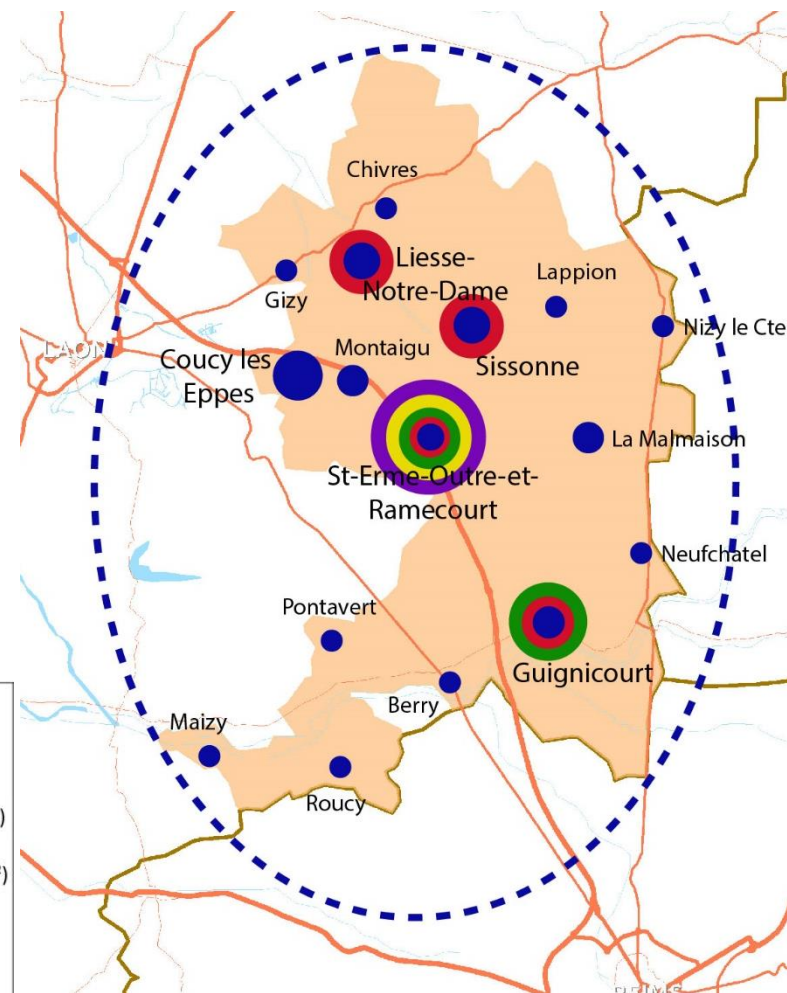 Chivres
Liesse-
Notre-Dame
Gizy
Lappion
Nizy le Cte
LAON
Montaigu
Sissonne
Coucy les
Eppes
La Malmaison
St-Erme-Outre-et-
Ramecourt
Neufchatel
Pontavert
Guignicourt
Berry
Maizy
Roucy
)
)